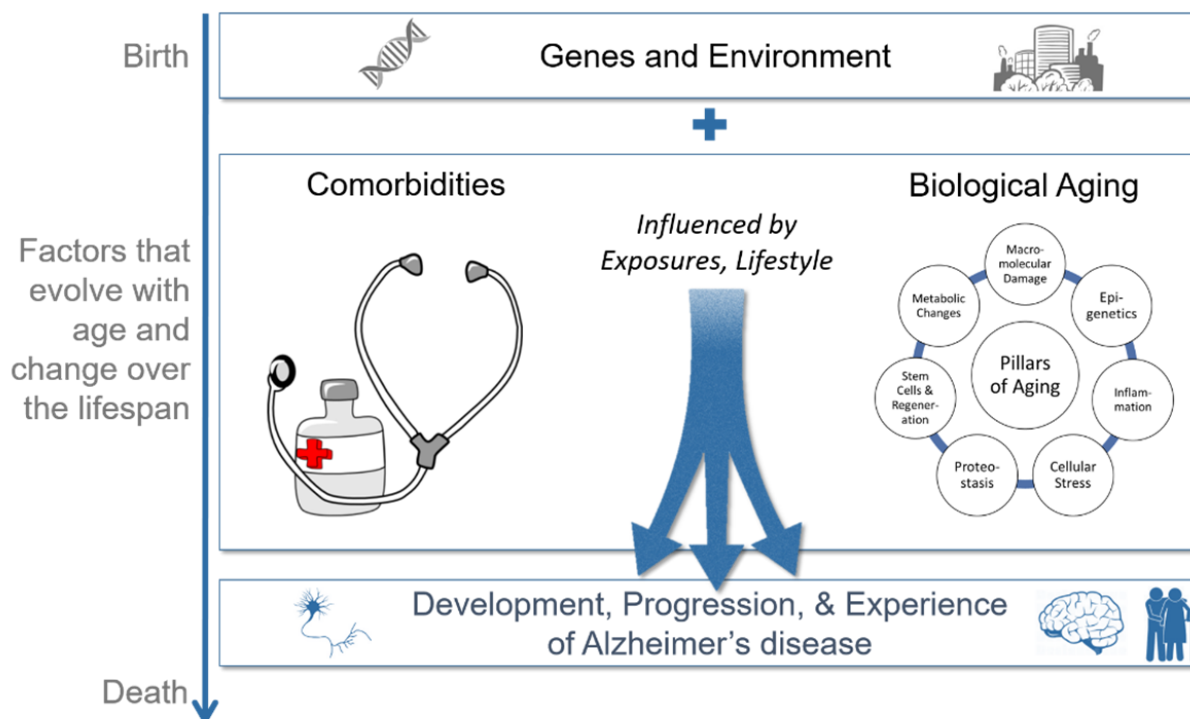 Birth
Genes and Environment
Factors that
evolve with
age and
change over
the lifespan
Comorbidities
Influenced by
Exposures, Lifestyle
Biological Aging
Macro-
molecular
Damage
Epi-
genetics
Inflam-
mation
Cellular
Stress
Proteo-
stasis
Stem
Cells &
Regener-
ation
Metabolic
Changes
Pillars
of Aging
Development, Progression, & Experience
of Alzheimer's disease
Death